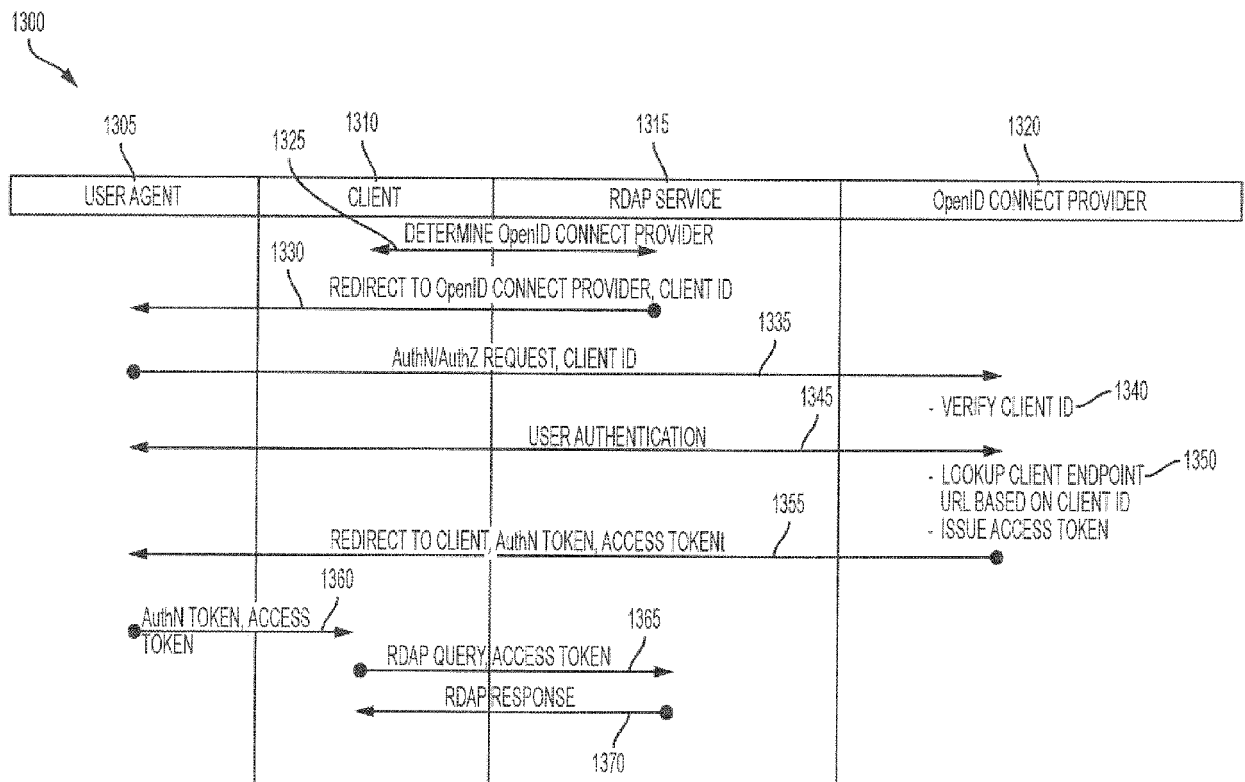 1300
1305
1310
1315
1320
1325
USER AGENT
CLIENT
RDAP SERVICE
OpenID CONNECT PROVIDER
DETERMINE OpenID CONNECT PROVIDER
1330
REDIRECT TO OpenID CONNECT PROVIDER, CLIENT ID
1335
AuthN/AuthZ REQUEST, CLIENT ID
- VERIFY CLIENT ID
1340
1345
USER AUTHENTICATION
- LOOKUP CLIENT ENDPOINT
1350
URL BASED ON CLIENT ID
1355
- ISSUE ACCESS TOKEN
REDIRECT TO CLIENT, AuthN TOKEN, ACCESS TOKENt
1360
AuthN TOKEN, ACCESS
TOKEN
1365
RDAP QUERY, ACCESS TOKEN
RDAP RESPONSE
1370